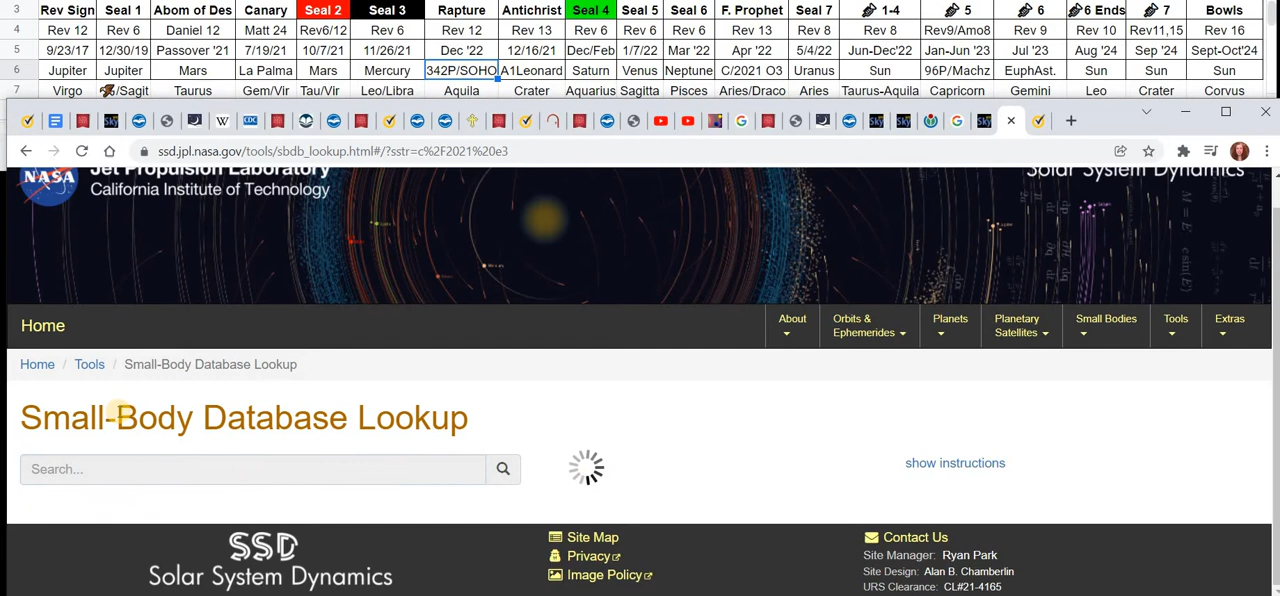 3 Rev Sign Seal 1 Abom of Des Canary Seal 2 Seal 3 Rapture Antichrist Seal 4 Seal 5 Seal 6 F. Prophet Seal 7 1-4 5 6 6 Ends 7 Bowls
4 Rev 12 Rev 6 Daniel 12 Matt 24 Rev6/12 Rev 6 Rev 12 Rev 13 Rev 6 Rev 6 Rev 6 Rev 13 Rev 8 Rev 8 Rev9/Amo8 Rev 9 Rev 10 Rev11,15 Rev 16
5 9/23/17 12/30/19 Passover '21 7/19/21 10/7/21 11/26/21 Dec '22 12/16/21 Dec/Feb 1/7/22 Mar '22 Apr '22 5/4/22 Jun-Dec'22 Jan-Jun '23 Jul '23 Aug '24 Sep '24 Sept-Oct'24
6 Jupiter Jupiter Mars La Palma Mars Mercury 342P/SOHO A1Leonard Saturn Venus Neptune C/2021 O3 Uranus Sun 96P/Machz EuphAst. Sun Sun Sun
7 Virgo /Sagit Taurus Gem/Vir Tau/Vir Leo/Libra Aquila Crater Aquarius Sagitta Pisces Aries/Draco Aries Taurus-Aquila Capricorn Gemini Leo Crater Corvus
ssd.jpl.nasa.gov/tools/sbdb_lookup.html#/?sstr=c%2F2021%20e3
NASA
Jet Propulsion Laboratory
California Institute of Technology
Solar System Dynamics
Home
About
Orbits &
Ephemerides
Planets
Planetary
Satellites
Small Bodies
Tools
Extras
Home / Tools / Small-Body Database Lookup
Small-Body Database Lookup
Search...
show instructions
SSD
Solar System Dynamics
Site Map
Privacy
Image Policy
Contact Us
Site Manager: Ryan Park
Site Design: Alan B. Chamberlin
URS Clearance: CL#21-4165